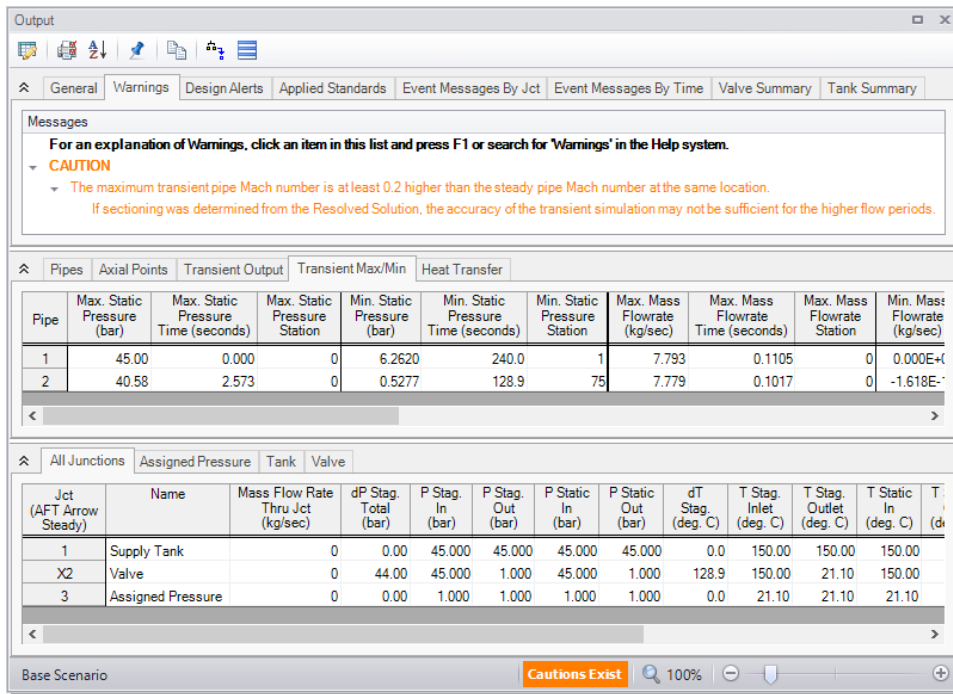 Output
General Warnings Design Alerts Applied Standards Event Messages By Jct Event Messages By Time Valve Summary Tank Summary
Messages
For an explanation of Warnings, click an item in this list and press F1 or search for 'Warnings' in the Help system.
CAUTION
The maximum transient pipe Mach number is at least 0.2 higher than the steady pipe Mach number at the same location.
If sectioning was determined from the Resolved Solution, the accuracy of the transient simulation may not be sufficient for the higher flow periods.
Pipes Axial Points Transient Output Transient Max/Min Heat Transfer
Pipe Max. Static Pressure (bar) Max. Static Pressure Time (seconds) Max. Static Pressure Station Min. Static Pressure (bar) Min. Static Pressure Time (seconds) Min. Static Pressure Station Max. Mass Flowrate (kg/sec) Max. Mass Flowrate Time (seconds) Max. Mass Flowrate Station Min. Mass Flowrate (kg/sec)
1 45.00 0.000 0 6.2620 240.0 1 7.793 0.1105 0 0.000E+0
2 40.58 2.573 0 0.5277 128.9 75 7.779 0.1017 0 -1.618E-
All Junctions Assigned Pressure Tank Valve
Jct (AFT Arrow Steady) Name Mass Flow Rate Thru Jct (kg/sec) dP Stag. Total (bar) P Stag. In (bar) P Stag. Out (bar) P Static In (bar) P Static Out (bar) dT Stag. (deg. C) T Stag. Inlet (deg. C) T Stag. Outlet (deg. C) T Static In (deg. C)
1 Supply Tank 0 0.00 45.000 45.000 45.000 45.000 0.0 150.00 150.00 150.00
X2 Valve 0 44.00 45.000 1.000 45.000 1.000 128.9 150.00 21.10 150.00
3 Assigned Pressure 0 0.00 1.000 1.000 1.000 1.000 0.0 21.10 21.10 21.10
Base Scenario Cautions Exist 100%